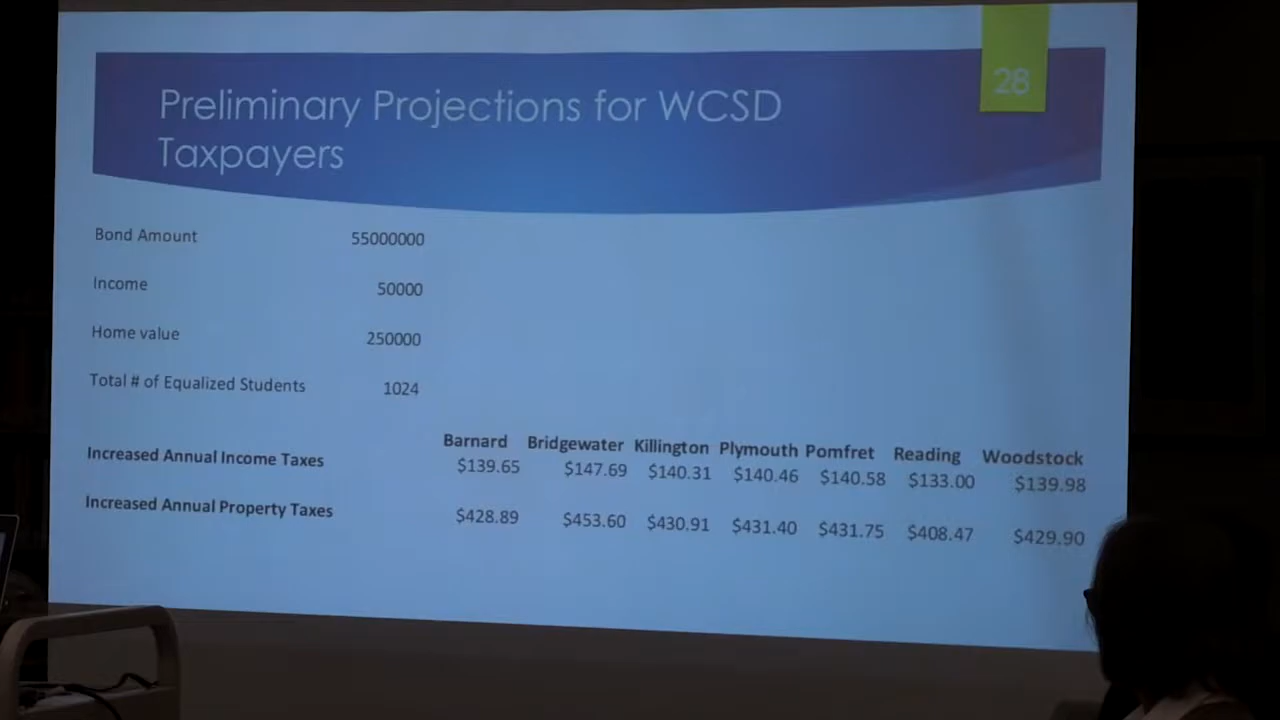 28
Preliminary Projections for WCSD
Taxpayers
Bond Amount 55000000
Income 50000
Home value 250000
Total # of Equalized Students 1024
Barnard Bridgewater Killington Plymouth Pomfret Reading Woodstock
Increased Annual Income Taxes $139.65 $147.69 $140.31 $140.46 $140.58 $133.00 $139.98
Increased Annual Property Taxes $428.89 $453.60 $430.91 $431.40 $431.75 $408.47 $429.90